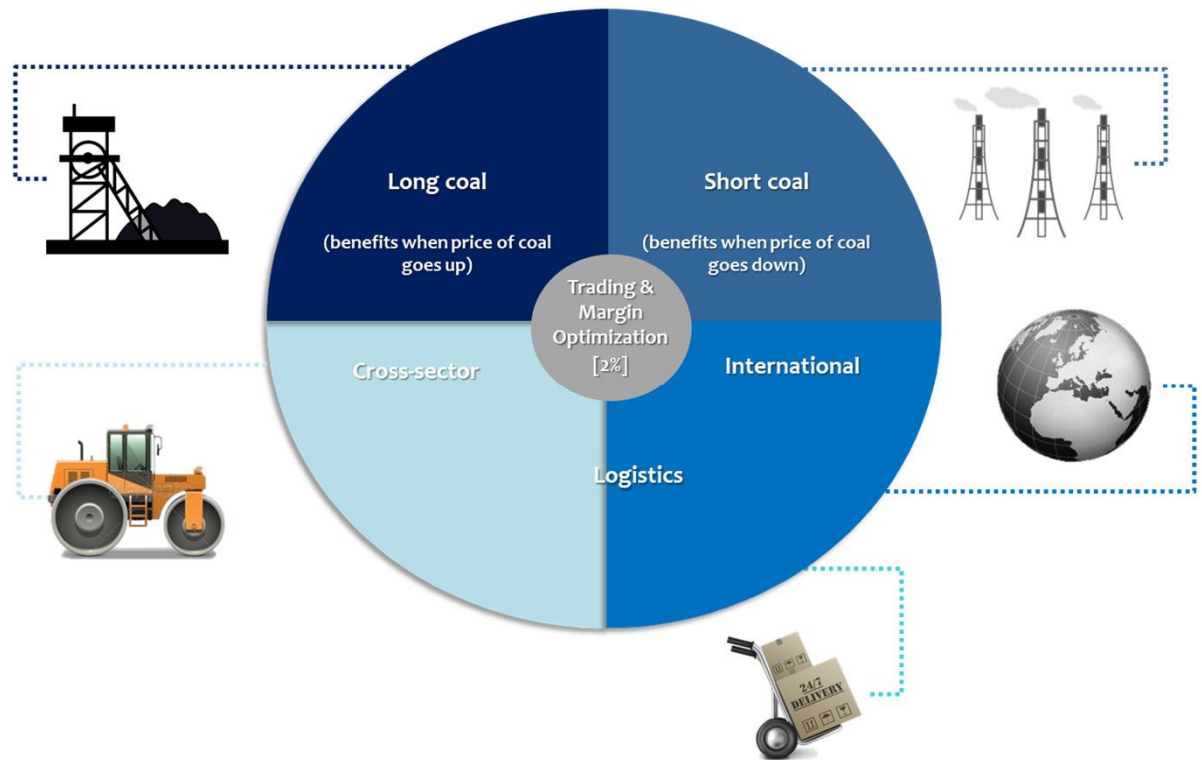 Long coal
(benefits when price of coal
goes up)
Short coal
(benefits when price of coal
goes down)
Trading &
Margin
Optimization
[2%]
Cross-sector
International
Logistics
24/7
DELIVERY